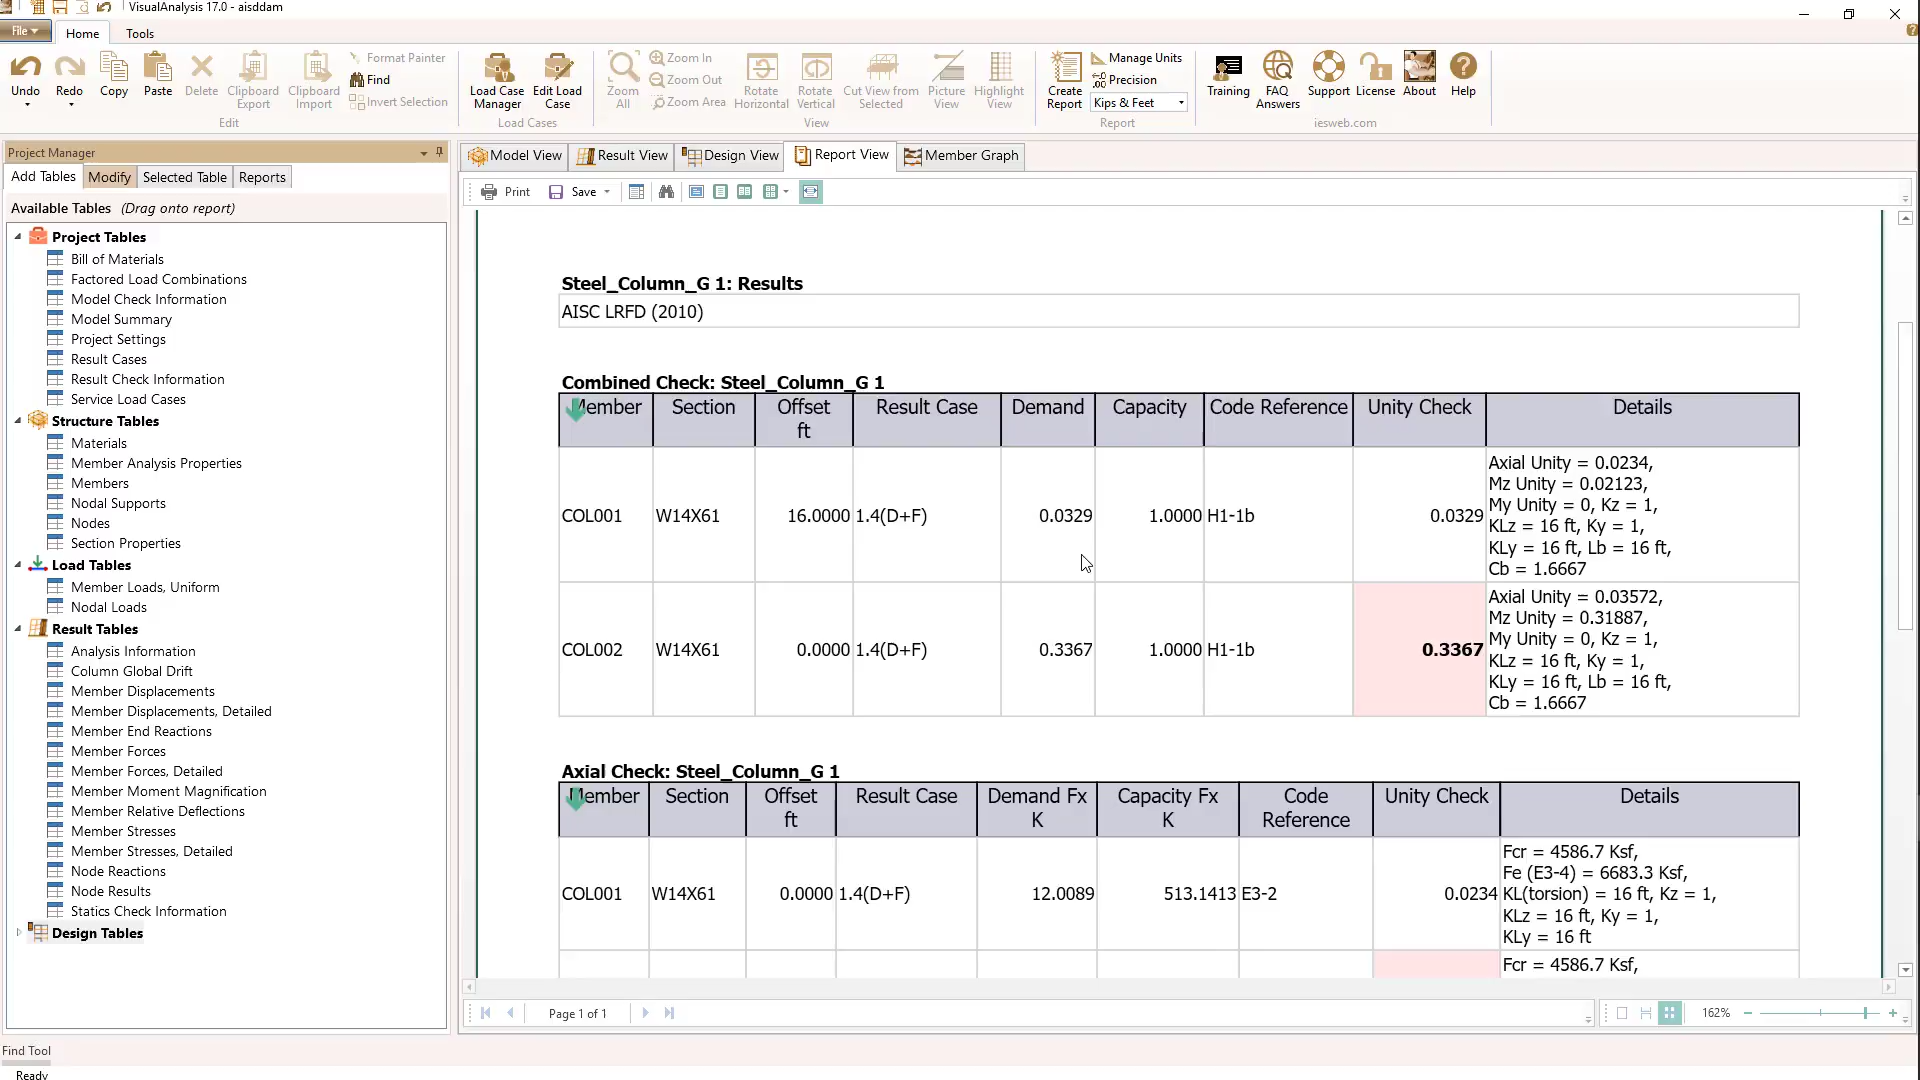 VisualAnalysis 17.0 - aisddam
File
Home
Tools
Undo
Redo
Copy
Paste
Delete
Clipboard
Export
Clipboard
Import
Format Painter
Find
Invert Selection
Edit
Load Case
Manager
Edit Load
Case
Load Cases
Zoom
All
Zoom In
Zoom Out
Zoom Area
Rotate
Horizontal
Rotate
Vertical
Cut View from
Selected
Picture
View
Highlight
View
View
Create
Report
Manage Units
Precision
Kips & Feet
Report
Training
FAQ
Answers
Support
License
About
Help
iesweb.com
Project Manager
Add Tables
Modify
Selected Table
Reports
Available Tables (Drag onto report)
Project Tables
Bill of Materials
Factored Load Combinations
Model Check Information
Model Summary
Project Settings
Result Cases
Result Check Information
Service Load Cases
Structure Tables
Materials
Member Analysis Properties
Members
Nodal Supports
Nodes
Section Properties
Load Tables
Member Loads, Uniform
Nodal Loads
Result Tables
Analysis Information
Column Global Drift
Member Displacements
Member Displacements, Detailed
Member End Reactions
Member Forces
Member Forces, Detailed
Member Moment Magnification
Member Relative Deflections
Member Stresses
Member Stresses, Detailed
Node Reactions
Node Results
Statics Check Information
Design Tables
Model View
Result View
Design View
Report View
Member Graph
Print
Save
Steel_Column_G 1: Results
AISC LRFD (2010)
Combined Check: Steel_Column_G 1
Member Section Offset Result Case Demand Capacity Code Reference Unity Check Details
ft
COL001 W14X61 16.0000 1.4(D+F) 0.0329 1.0000 H1-1b 0.0329
Axial Unity = 0.0234,
Mz Unity = 0.02123,
My Unity = 0, Kz = 1,
KLz = 16 ft, Ky = 1,
KLy = 16 ft, Lb = 16 ft,
Cb = 1.6667
COL002 W14X61 0.0000 1.4(D+F) 0.3367 1.0000 H1-1b 0.3367
Axial Unity = 0.03572,
Mz Unity = 0.31887,
My Unity = 0, Kz = 1,
KLz = 16 ft, Ky = 1,
KLy = 16 ft, Lb = 16 ft,
Cb = 1.6667
Axial Check: Steel_Column_G 1
Member Section Offset Result Case Demand Fx Capacity Fx Code Unity Check Details
ft K K Reference
COL001 W14X61 0.0000 1.4(D+F) 12.0089 513.1413 E3-2 0.0234
Fcr = 4586.7 Ksf,
Fe (E3-4) = 6683.3 Ksf,
KL(torsion) = 16 ft, Kz = 1,
KLz = 16 ft, Ky = 1,
KLy = 16 ft
Fcr = 4586.7 Ksf,
Page 1 of 1
162%
Find Tool
Ready